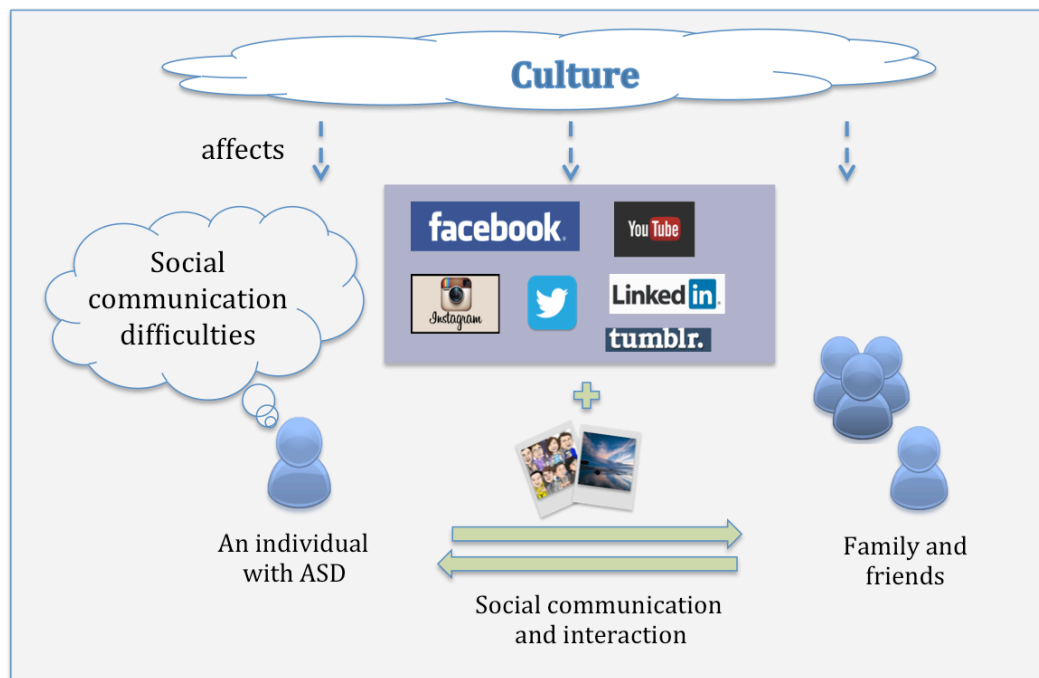 Culture
affects
facebook.
You Tube
Instagram
Linked in.
tumblr.
Social
communication
difficulties
An individual
with ASD
Family and
friends
Social communication
and interaction